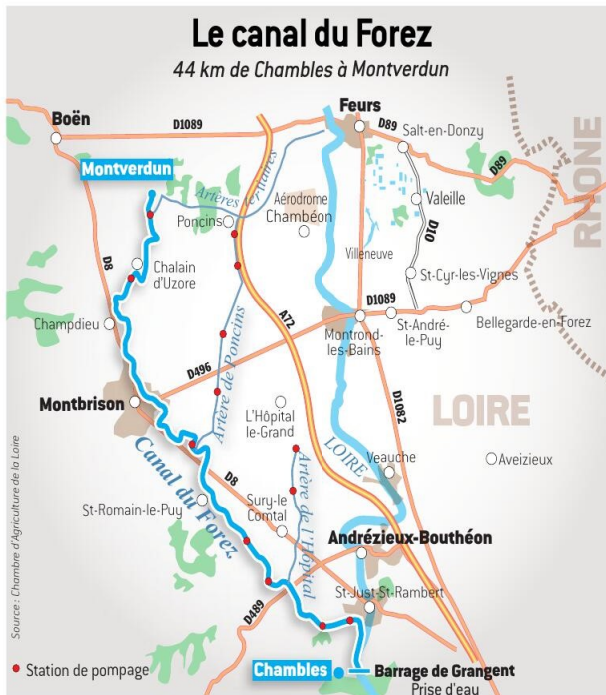 Le canal du Forez
44 km de Chambles à Montverdun
Boën
D1089
Feurs
D89
Salt-en-Donzy
D89
RHONE
Montverdun
Artères tertiaires
Aérodrome
Chambéon
Poncins
Valeille
D10
Villeneuve
D8
Chalain
d'Uzore
St-Cyr-les-Vignes
A72
Champdieu
D1089
St-André-
le-Puy
Bellegarde-en-Forez
Montrond-
les-Bains
D496
Artère de Poncins
D1082
Montbrison
L'Hôpital
le-Grand
LOIRE
LOIRE
Canal du Forez
D8
Veauche
Aveizieux
St-Romain-le-Puy
Sury-le
Comtal
Artère de l'Hôpital
Andrézieux-Bouthéon
D489
St-Just-St-Rambert
Source : Chambre d'Agriculture de la Loire
Station de pompage
Chambles
Barrage de Grangent
Prise d'eau